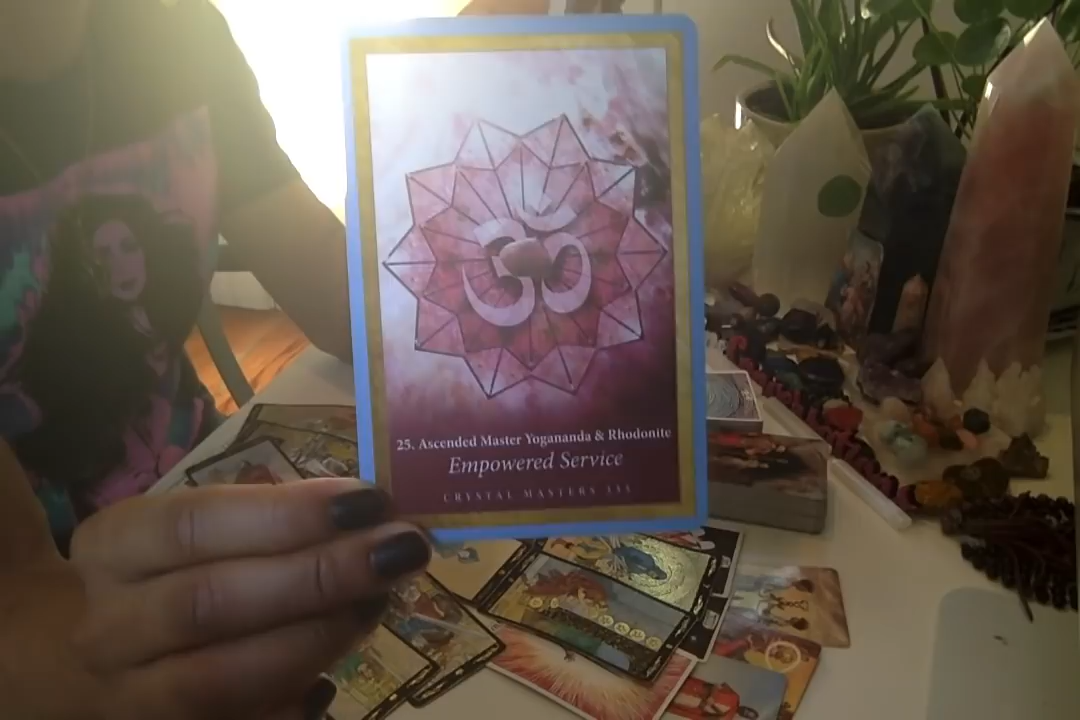 25. Ascended Master Yogananda & Rhodonite
Empowered Service
CRYSTAL MASTERS 333